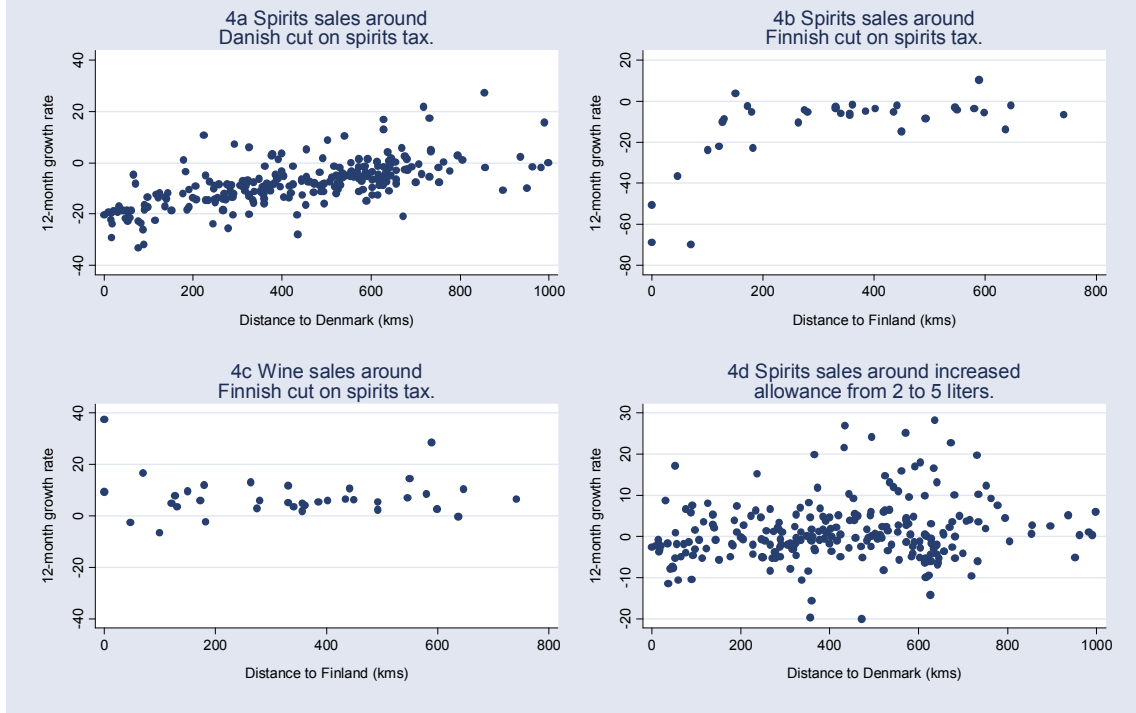 4a Spirits sales around
Danish cut on spirits tax.
40
20
0
-20
-40
12-month growth rate
0 200 400 600 800 1000
Distance to Denmark (kms)
4b Spirits sales around
Finnish cut on spirits tax.
20
0
-20
-40
-60
-80
12-month growth rate
0 200 400 600 800
Distance to Finland (kms)
4c Wine sales around
Finnish cut on spirits tax.
40
20
0
-20
-40
12-month growth rate
0 200 400 600 800
Distance to Finland (kms)
4d Spirits sales around increased
allowance from 2 to 5 liters.
30
20
10
0
-10
-20
12-month growth rate
0 200 400 600 800 1000
Distance to Denmark (kms)